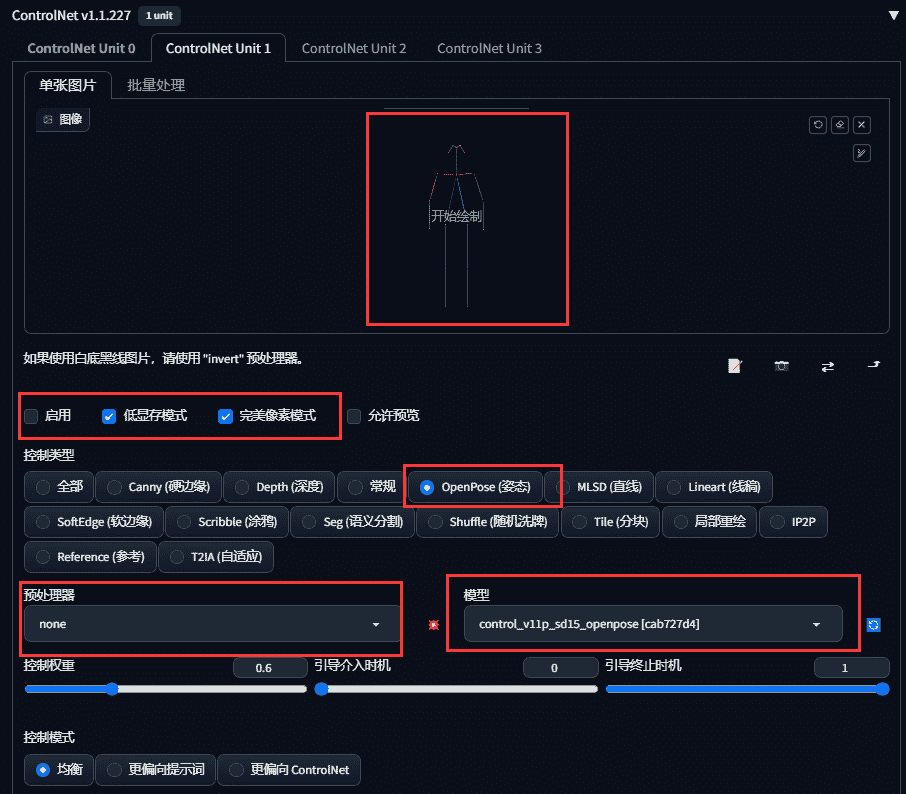 ControlNet v1.1.227 1 unit
ControlNet Unit 0 ControlNet Unit 1 ControlNet Unit 2 ControlNet Unit 3
单张图片 批量处理
图像
开始绘制
如果使用白底黑线图片，请使用 "invert" 预处理器。
启用 低显存模式 完美像素模式 允许预览
控制类型
全部 Canny (硬边缘) Depth (深度) 常规 OpenPose (姿态) MLSD (直线) Lineart (线稿)
SoftEdge (软边缘) Scribble (涂鸦) Seg (语义分割) Shuffle (随机洗牌) Tile (分块) 局部重绘 IP2P
Reference (参考) T2IA (自适应)
预处理器 模型
none control_v11p_sd15_openpose [cab727d4]
控制权重 0.6 引导介入时机 0 引导终止时机 1
控制模式
均衡 更偏向提示词 更偏向 ControlNet